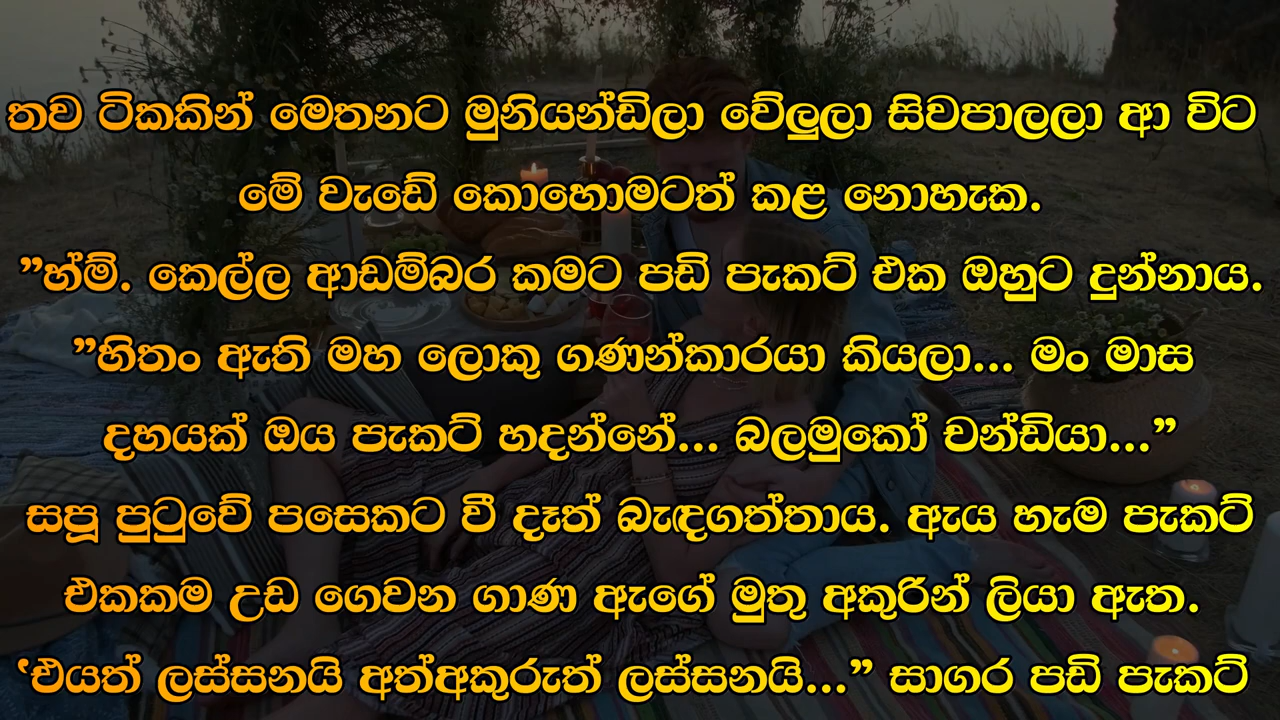 තව ටිකකින් මෙතනට මුනියන්ඩිලා වේලුලා සිවපාලලා ආ විට
මේ වැඩේ කොහොමටත් කළ නොහැක.
”හ්ම්. කෙල්ල ආඩම්බර කමට පඩි පැකට් එක ඔහුට දුන්නාය.
”හිතං ඇති මහ ලොකු ගණන්කාරයා කියලා... මං මාස
දහයක් ඔය පැකට් හදන්නේ... බලමුකෝ චන්ඩියා...”
සපූ පුටුවේ පසෙකට වී දෑත් බැඳගත්තාය. ඇය හැම පැකට්
එකකම උඩ ගෙවන ගාණ ඇගේ මුතු අකුරින් ලියා ඇත.
‛එයත් ලස්සනයි අත්අකුරුත් ලස්සනයි...” සාගර පඩි පැකට්